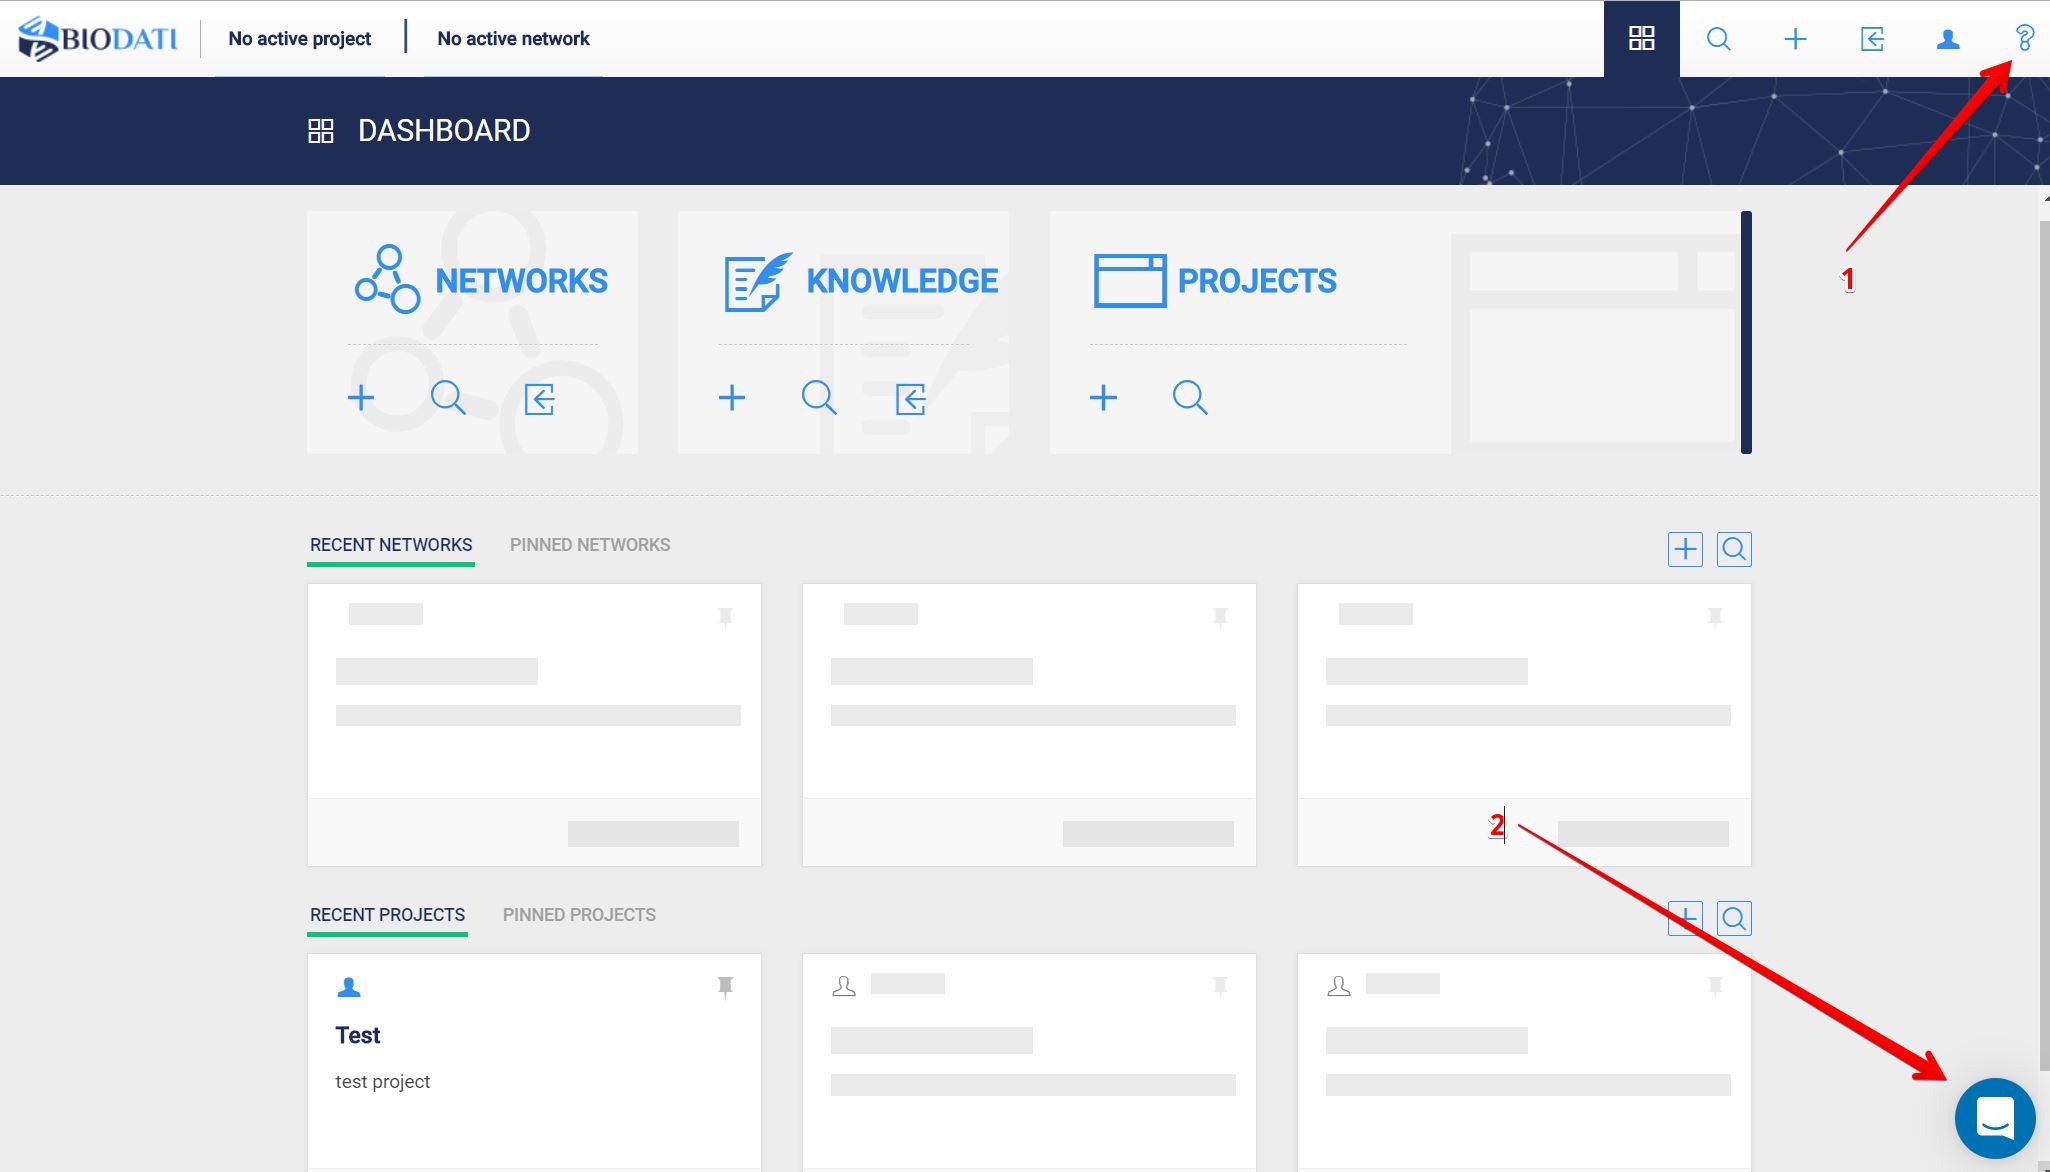 BIODATI
No active project
No active network
DASHBOARD
1
NETWORKS
KNOWLEDGE
PROJECTS
RECENT NETWORKS
PINNED NETWORKS
2
RECENT PROJECTS
PINNED PROJECTS
Test
test project